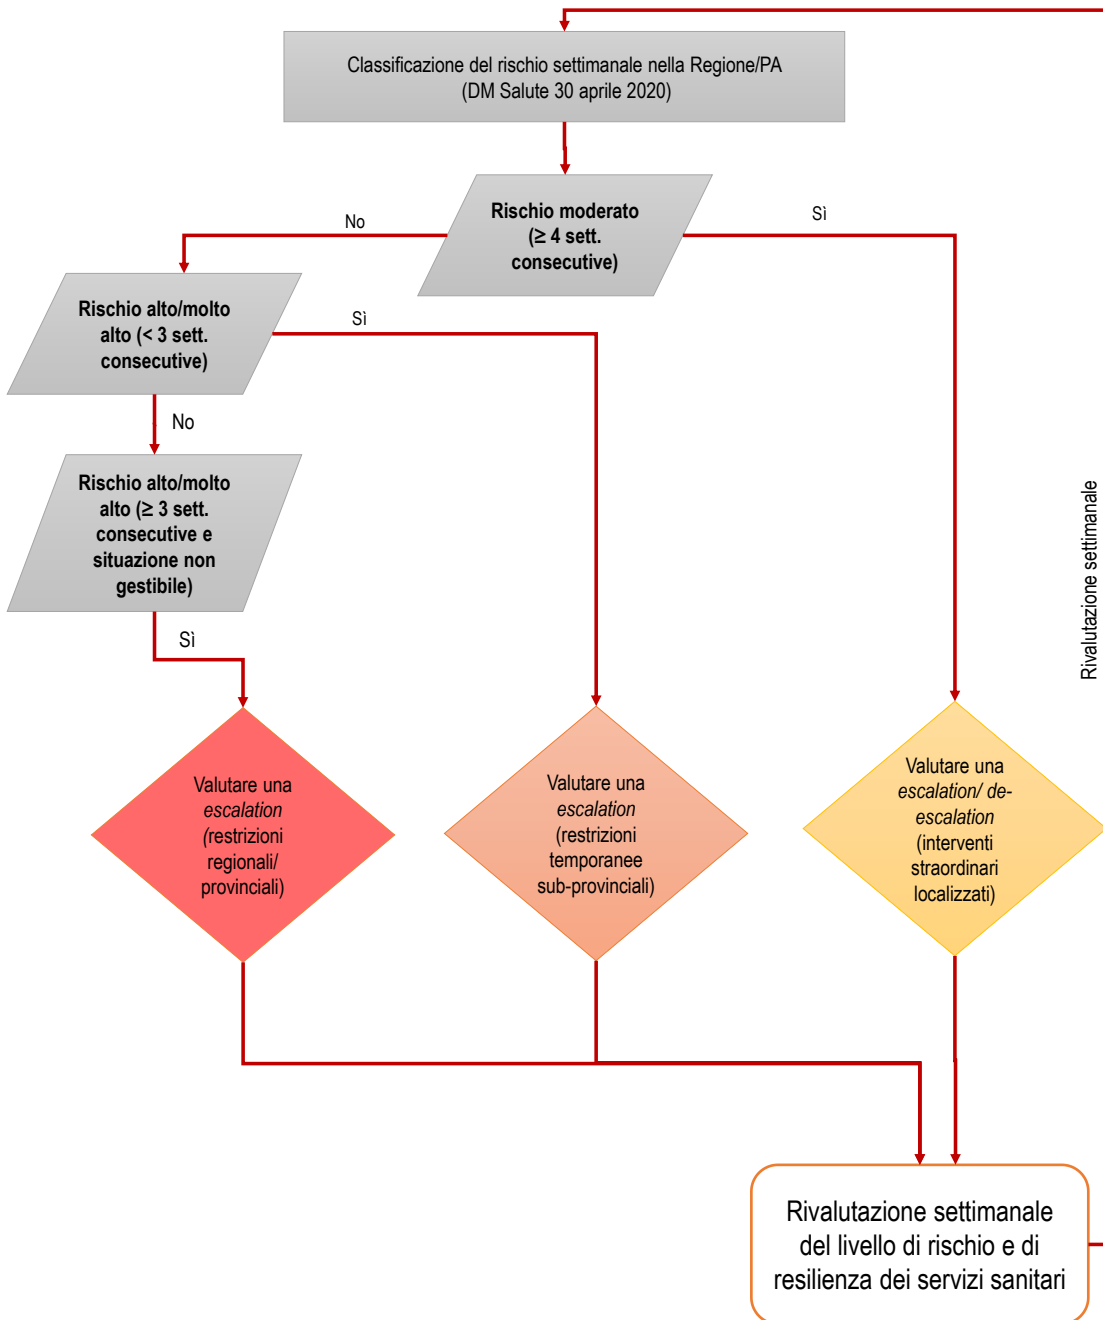 Classificazione del rischio settimanale nella Regione/PA
(DM Salute 30 aprile 2020)
Rischio moderato
(≥ 4 sett.
consecutive)
No
Sì
Rischio alto/molto
alto (< 3 sett.
consecutive)
Sì
No
Rischio alto/molto
alto (≥ 3 sett.
consecutive e
situazione non
gestibile)
Sì
Rivalutazione settimanale
Valutare una
escalation
(restrizioni
regionali/
provinciali)
Valutare una
escalation
(restrizioni
temporanee
sub-provinciali)
Valutare una
escalation/ de-
escalation
(interventi
straordinari
localizzati)
Rivalutazione settimanale
del livello di rischio e di
resilienza dei servizi sanitari